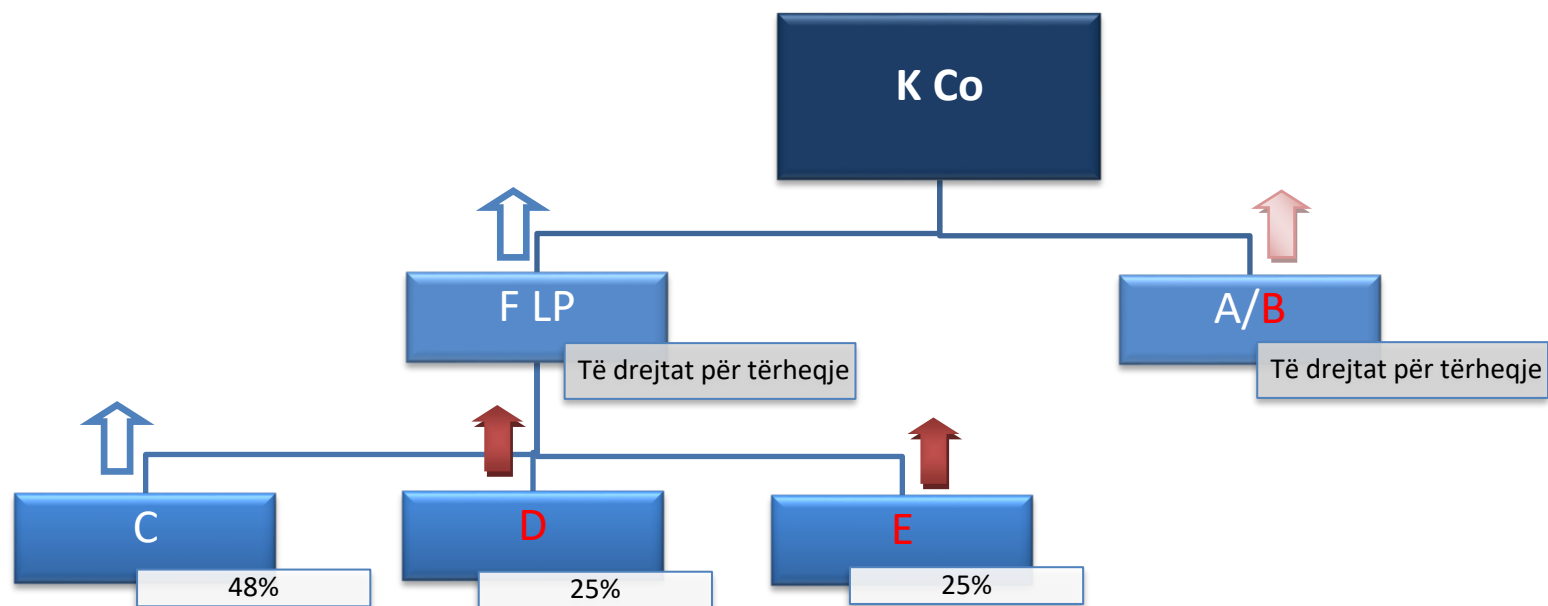 K Co
F LP
Të drejtat për tërheqje
A/B
Të drejtat për tërheqje
C
48%
D
25%
E
25%